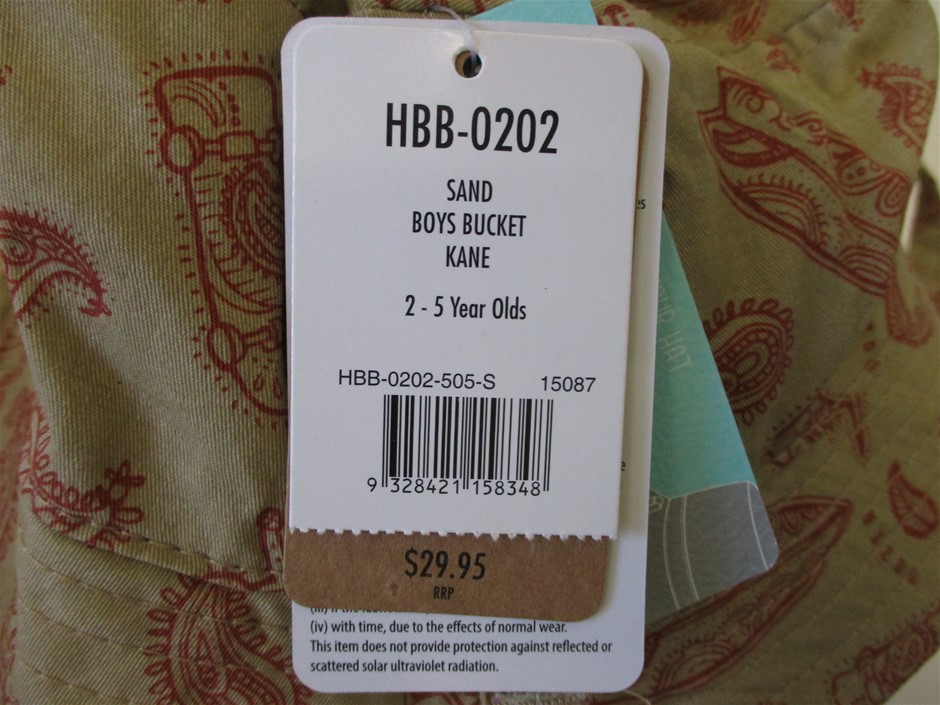 HBB-0202
SAND
BOYS BUCKET
KANE
2 - 5 Year Olds
HBB-0202-505-S 15087
9 328421 158348
$29.95
RRP
(iv) with time, due to the effects of normal wear.
This item does not provide protection against reflected or
scattered solar ultraviolet radiation.
HAT